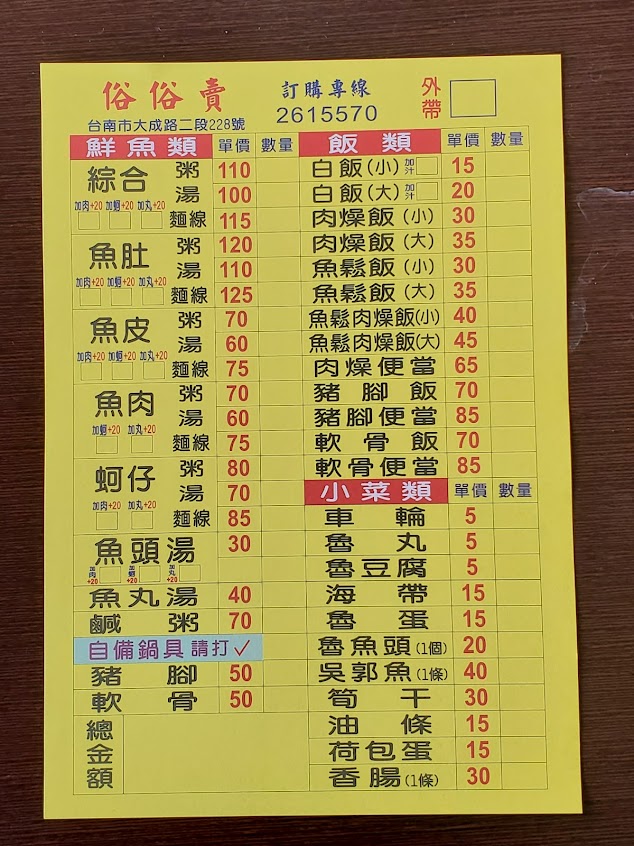 俗俗賣
訂購專線
2615570
外帶
台南市大成路二段228號
鮮魚類 單價 數量
綜合 粥 110
湯 100
加肉+20 加蚵+20 加丸+20
麵線 115
魚肚 粥 120
湯 110
加肉+20 加蚵+20 加丸+20
麵線 125
魚皮 粥 70
湯 60
加肉+20 加蚵+20 加丸+20
麵線 75
魚肉 粥 70
湯 60
加蚵+20 加丸+20
麵線 75
蚵仔 粥 80
湯 70
加肉+20 加丸+20
麵線 85
魚頭湯 30
加肉+20 加蚵+20 加丸+20
魚丸湯 40
鹹粥 70
自備鍋具 請打✓
豬腳 50
軟骨 50
總金額
飯類 單價 數量
白飯(小) 加汁 15
白飯(大) 加汁 20
肉燥飯(小) 30
肉燥飯(大) 35
魚鬆飯(小) 30
魚鬆飯(大) 35
魚鬆肉燥飯(小) 40
魚鬆肉燥飯(大) 45
肉燥便當 65
豬腳飯 70
豬腳便當 85
軟骨飯 70
軟骨便當 85
小菜類 單價 數量
車輪 5
魯丸 5
魯豆腐 5
海帶 15
魯蛋 15
魯魚頭(1個) 20
吳郭魚(1條) 40
筍干 30
油條 15
荷包蛋 15
香腸(1條) 30